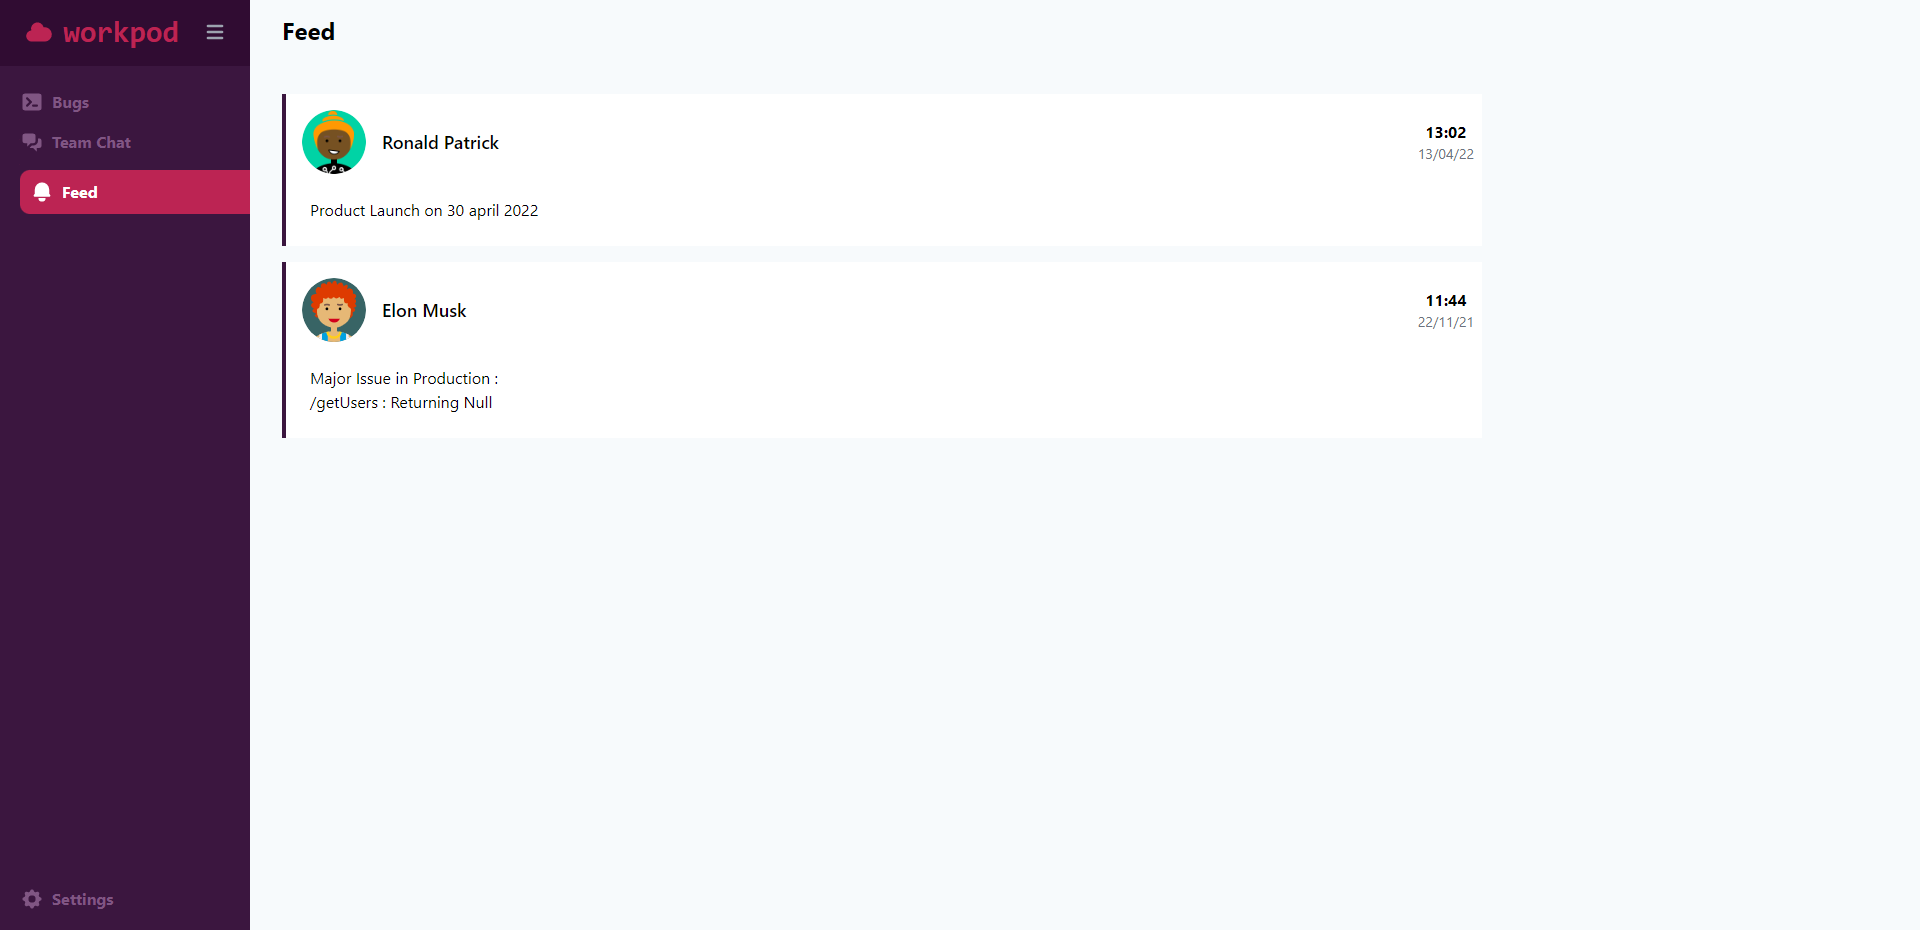 workpod
Bugs
Team Chat
Feed
Settings
Feed
Ronald Patrick
13:02
13/04/22
Product Launch on 30 april 2022
Elon Musk
11:44
22/11/21
Major Issue in Production :
/getUsers : Returning Null